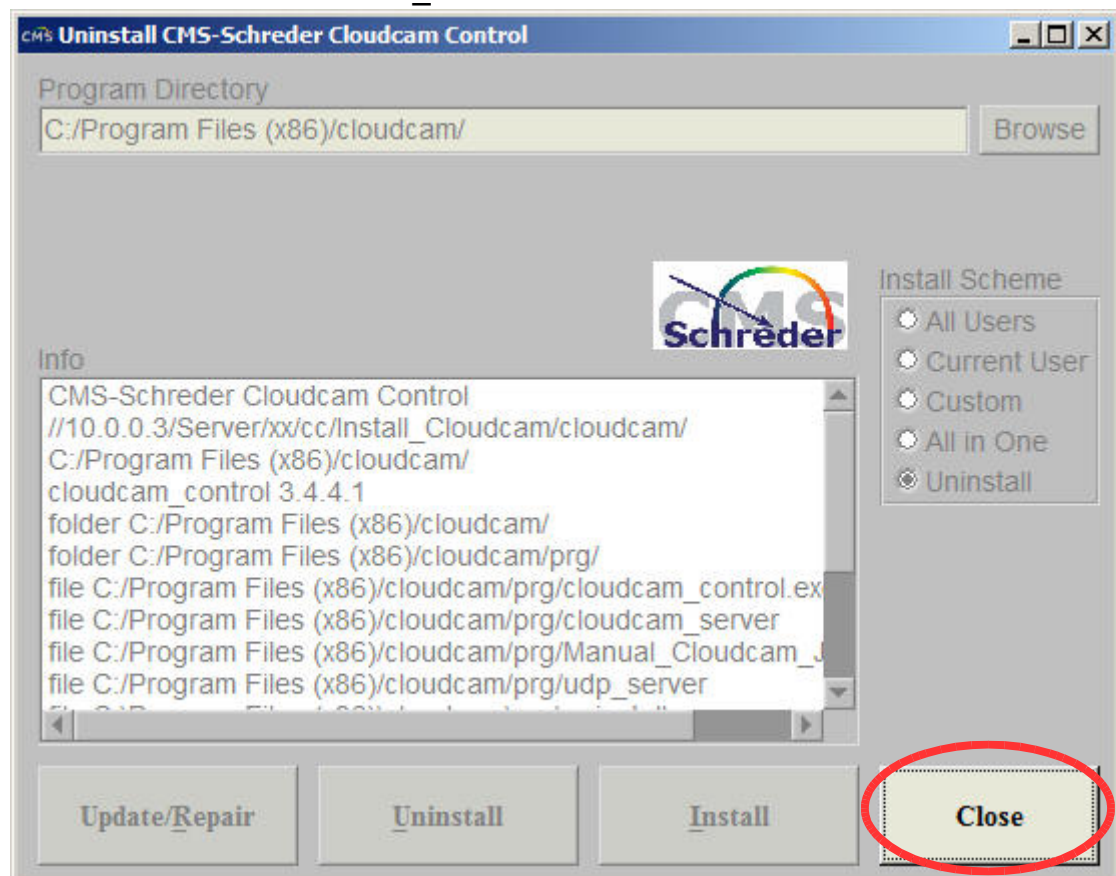 CMS Uninstall CMS-Schreder Cloudcam Control
Program Directory
C:/Program Files (x86)/cloudcam/
Browse
CMS
Schreder
Install Scheme
All Users
Current User
Custom
All in One
Uninstall
Info
CMS-Schreder Cloudcam Control
//10.0.0.3/Server/xx/cc/Install_Cloudcam/cloudcam/
C:/Program Files (x86)/cloudcam/
cloudcam_control 3.4.4.1
folder C:/Program Files (x86)/cloudcam/
folder C:/Program Files (x86)/cloudcam/prg/
file C:/Program Files (x86)/cloudcam/prg/cloudcam_control.ex
file C:/Program Files (x86)/cloudcam/prg/cloudcam_server
file C:/Program Files (x86)/cloudcam/prg/Manual_Cloudcam_J
file C:/Program Files (x86)/cloudcam/prg/udp_server
Update/Repair
Uninstall
Install
Close